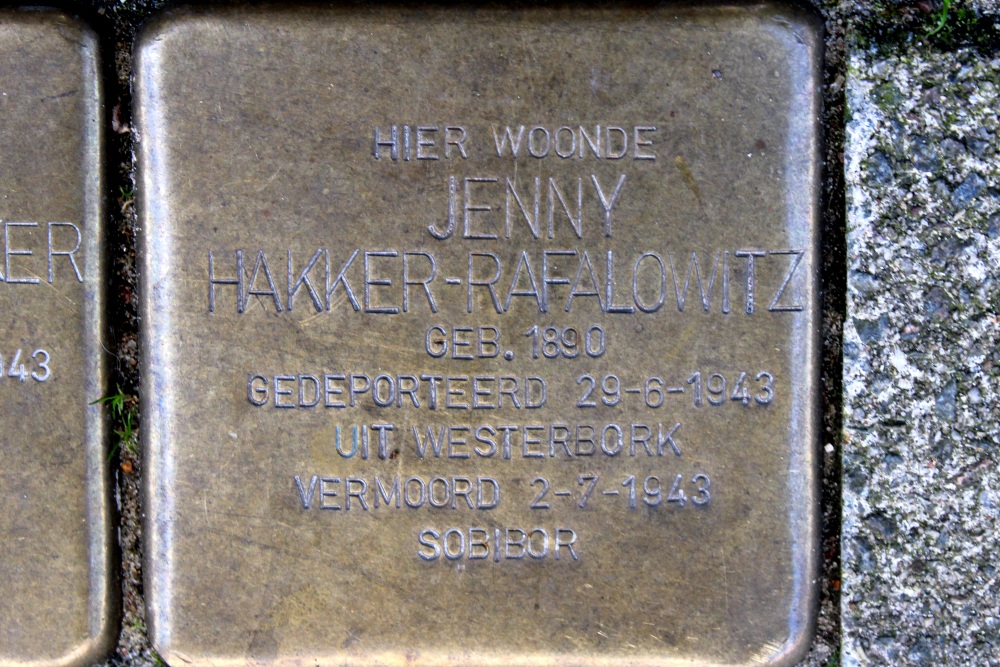 HIER WOONDE
JENNY
HAKKER-RAFALOWITZ
GEB. 1890
GEDEPORTEERD 29-6-1943
UIT WESTERBORK
VERMOORD 2-7-1943
SOBIBOR